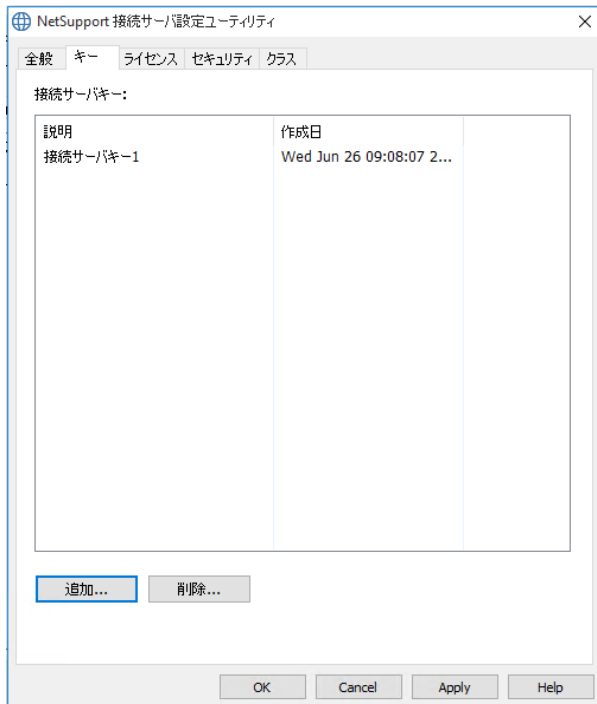 NetSupport 接続サーバ設定ユーティリティ
全般 キー ライセンス セキュリティ クラス
接続サーバキー:
説明 作成日
接続サーバキー1 Wed Jun 26 09:08:07 2...
追加... 削除...
OK Cancel Apply Help